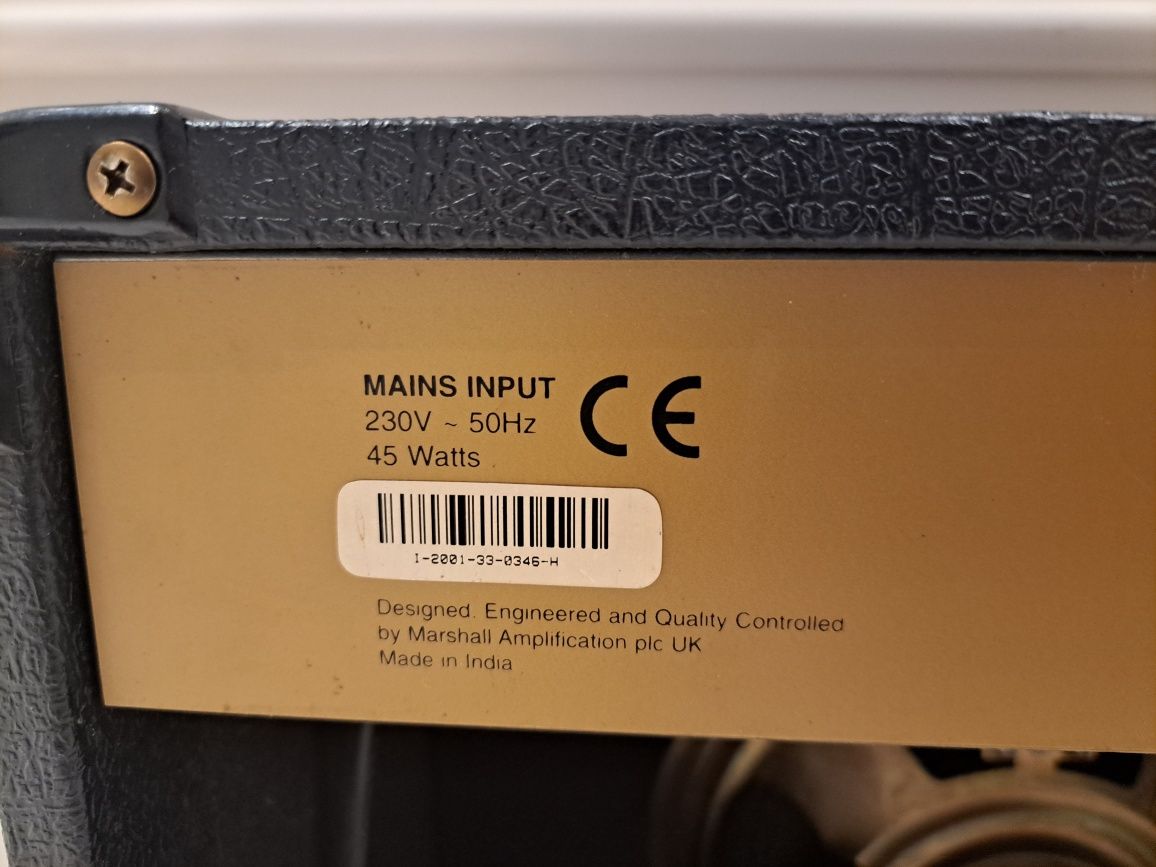 MAINS INPUT
230V ~ 50Hz
45 Watts
CE
I-2001-33-0346-H
Designed. Engineered and Quality Controlled
by Marshall Amplification plc UK
Made in India